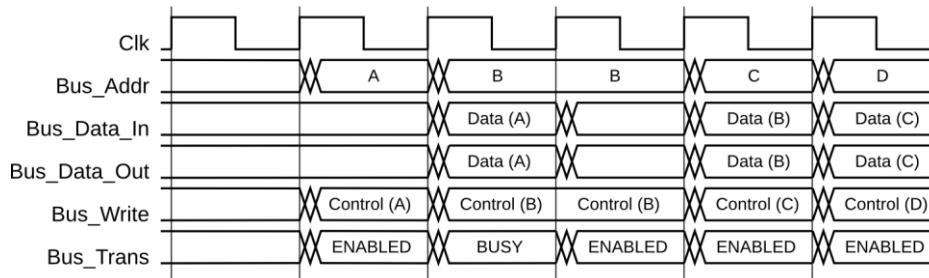 Clk
Bus_Addr A B B C D
Bus_Data_In Data (A) Data (B) Data (C)
Bus_Data_Out Data (A) Data (B) Data (C)
Bus_Write Control (A) Control (B) Control (B) Control (C) Control (D)
Bus_Trans ENABLED BUSY ENABLED ENABLED ENABLED